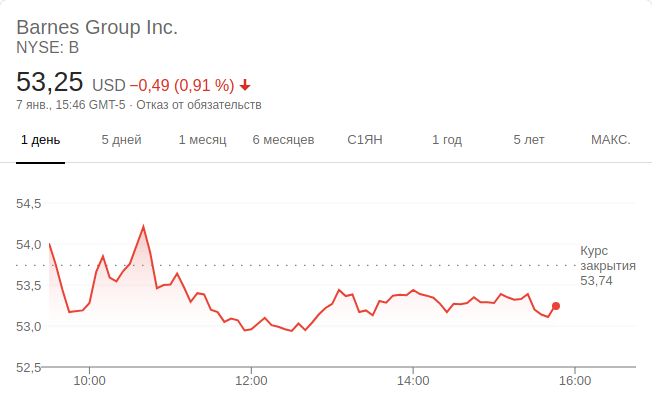 Barnes Group Inc.
NYSE: B
53,25 USD −0,49 (0,91 %)
7 янв., 15:46 GMT-5 · Отказ от обязательств
1 день 5 дней 1 месяц 6 месяцев С1ЯН 1 год 5 лет МАКС.
54,5
54,0
Курс
закрытия
53,74
53,5
53,0
52,5
10:00 12:00 14:00 16:00